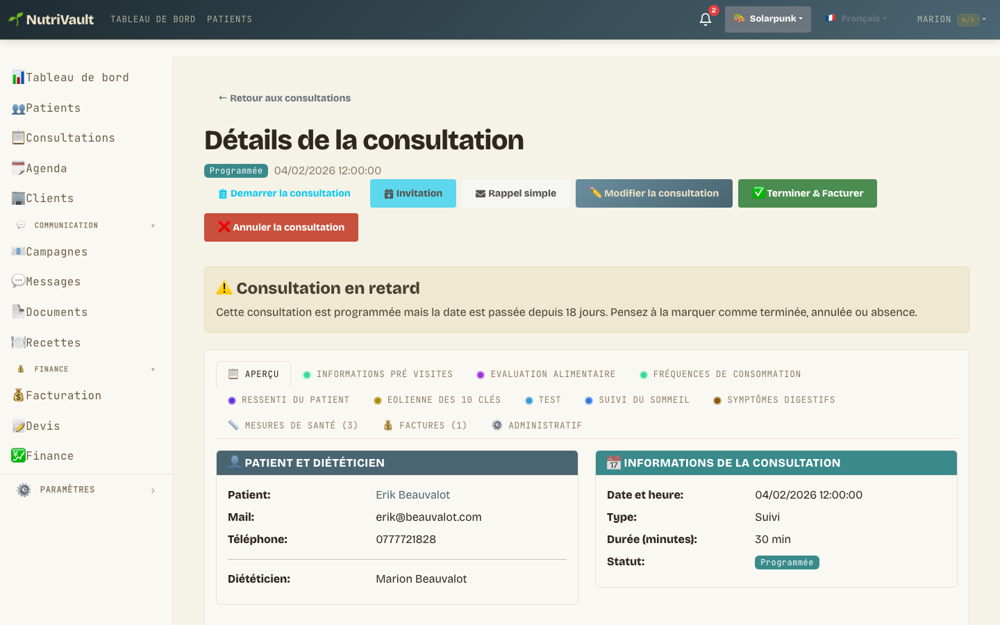 NutriVault
TABLEAU DE BORD
PATIENTS
2
Solarpunk
Français
MARION
N/A
Tableau de bord
Patients
Consultations
Agenda
Clients
COMMUNICATION
Campagnes
Messages
Documents
Recettes
FINANCE
Facturation
Devis
Finance
PARAMÈTRES
← Retour aux consultations
Détails de la consultation
Programmée 04/02/2026 12:00:00
Demarrer la consultation
Invitation
Rappel simple
Modifier la consultation
Terminer & Facturer
Annuler la consultation
Consultation en retard
Cette consultation est programmée mais la date est passée depuis 18 jours. Pensez à la marquer comme terminée, annulée ou absence.
APERÇU
INFORMATIONS PRÉ VISITES
EVALUATION ALIMENTAIRE
FRÉQUENCES DE CONSOMMATION
RESSENTI DU PATIENT
EOLIENNE DES 10 CLÉS
TEST
SUIVI DU SOMMEIL
SYMPTÔMES DIGESTIFS
MESURES DE SANTÉ (3)
FACTURES (1)
ADMINISTRATIF
PATIENT ET DIÉTÉTICIEN
Patient: Erik Beauvalot
Mail: erik@beauvalot.com
Téléphone: 0777721828
Diététicien: Marion Beauvalot
17 INFORMATIONS DE LA CONSULTATION
Date et heure: 04/02/2026 12:00:00
Type: Suivi
Durée (minutes): 30 min
Statut: Programmée